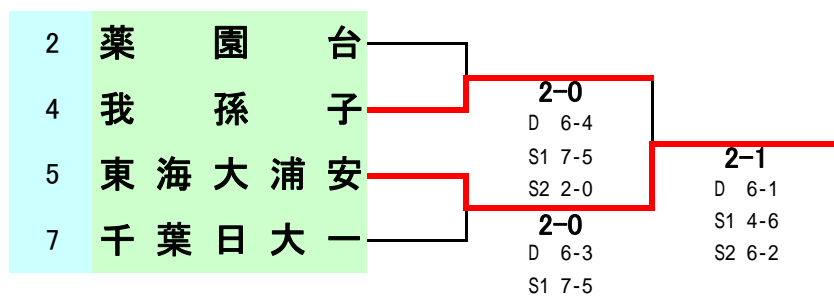 2 薬園台
4 我孫子
5 東海大浦安
7 千葉日大一
2-0
D 6-4
S1 7-5
S2 2-0
2-0
D 6-3
S1 7-5
2-1
D 6-1
S1 4-6
S2 6-2